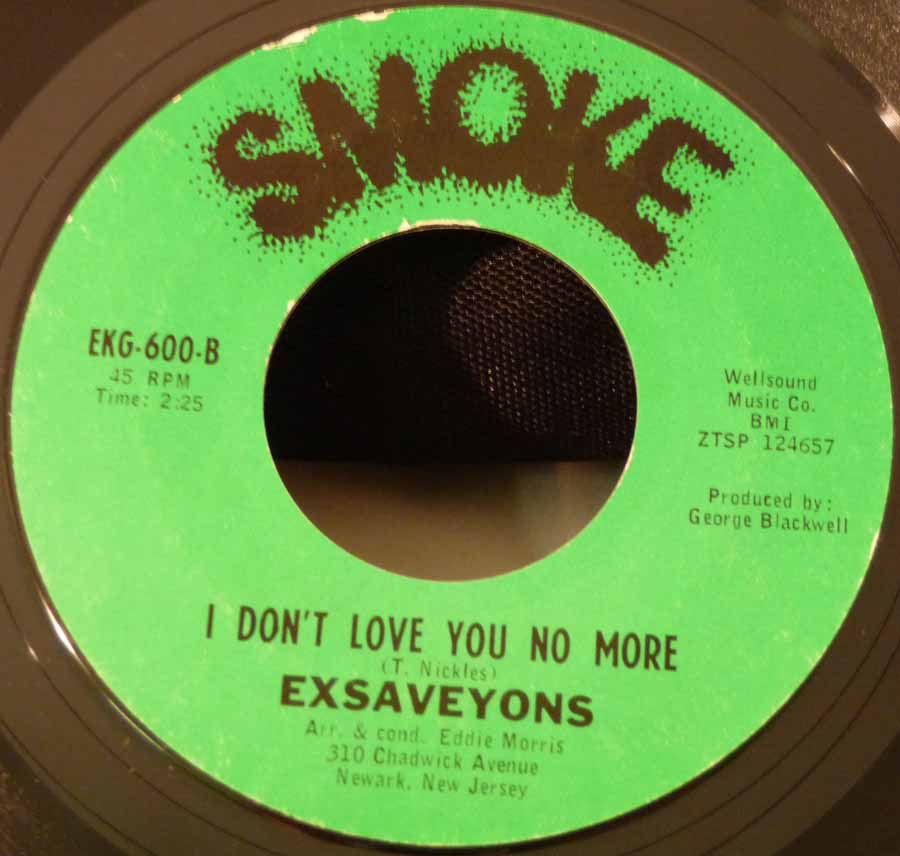 SMOKE
EKG-600-B
45 RPM
Time: 2:25
Wellsound
Music Co.
BMI
ZTSP 124657
Produced by:
George Blackwell
I DON'T LOVE YOU NO MORE
(T. Nickles)
EXSAVEYONS
Arr. & cond. Eddie Morris
310 Chadwick Avenue
Newark, New Jersey